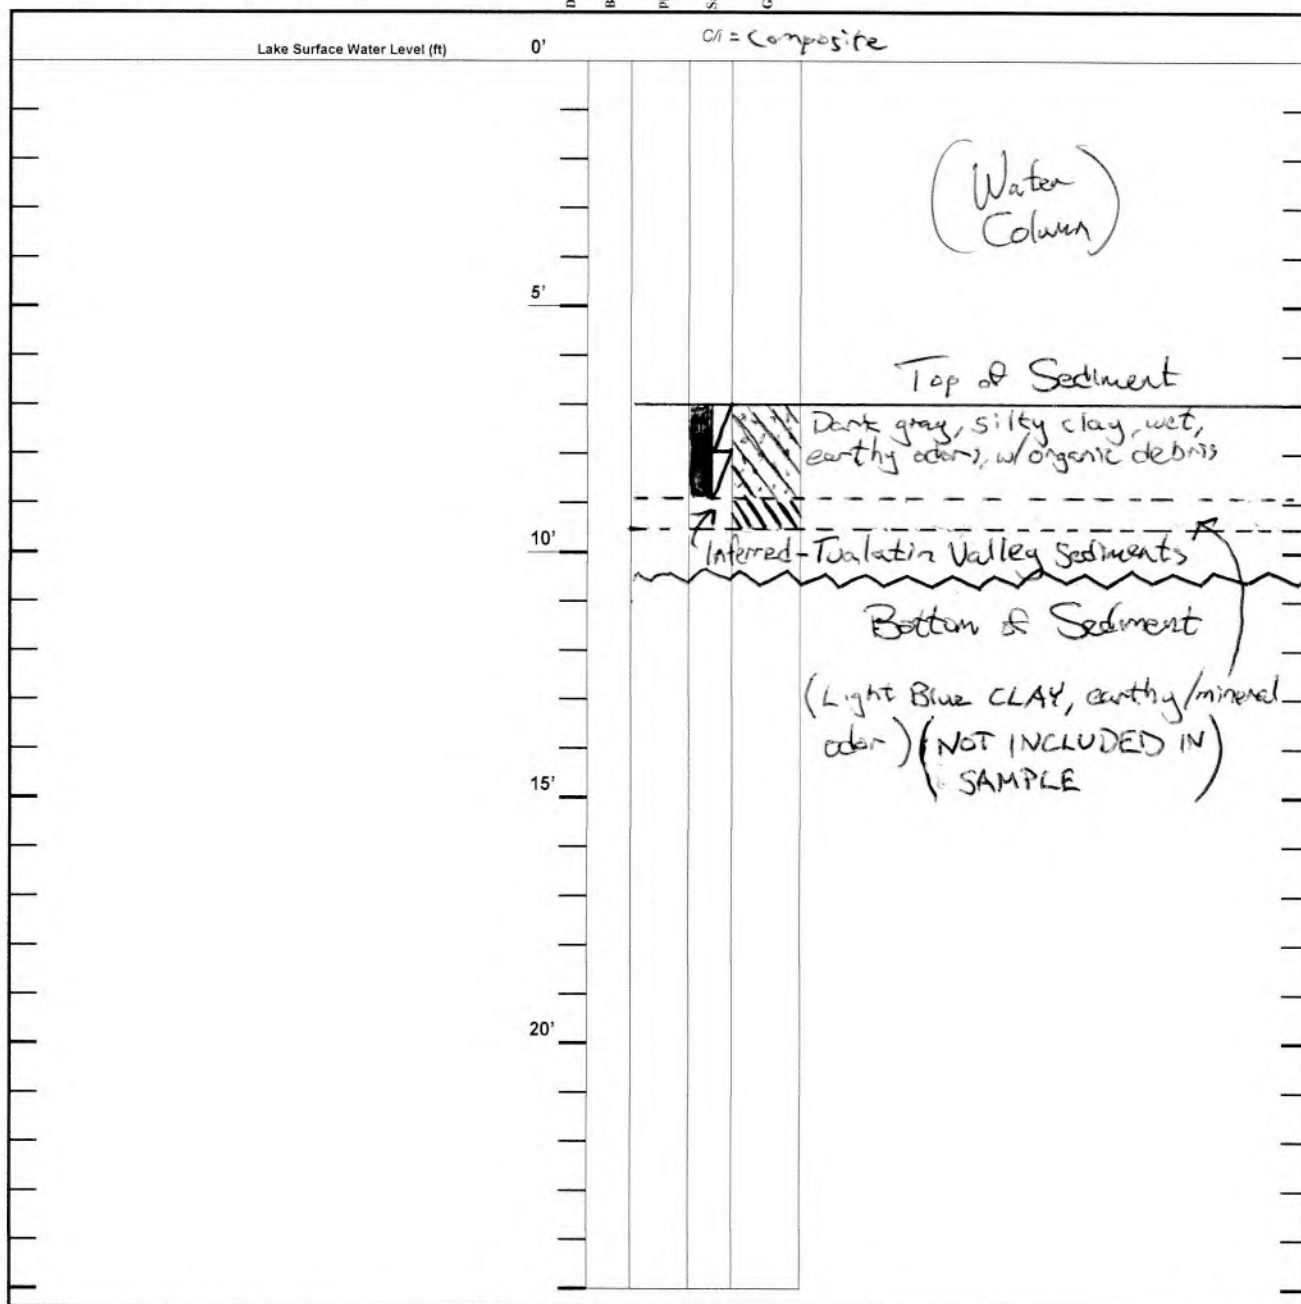 D B P S G
C/i = Composite
Lake Surface Water Level (ft) 0'
(Water
Column)
5'
Top of Sediment
Dark gray, silty clay, wet,
earthy odors, w/organic debris
10'
Inferred-Tualatin Valley Sediments
Bottom of Sediment
(Light Blue CLAY, earthy/mineral
odor) (NOT INCLUDED IN
SAMPLE)
15'
20'